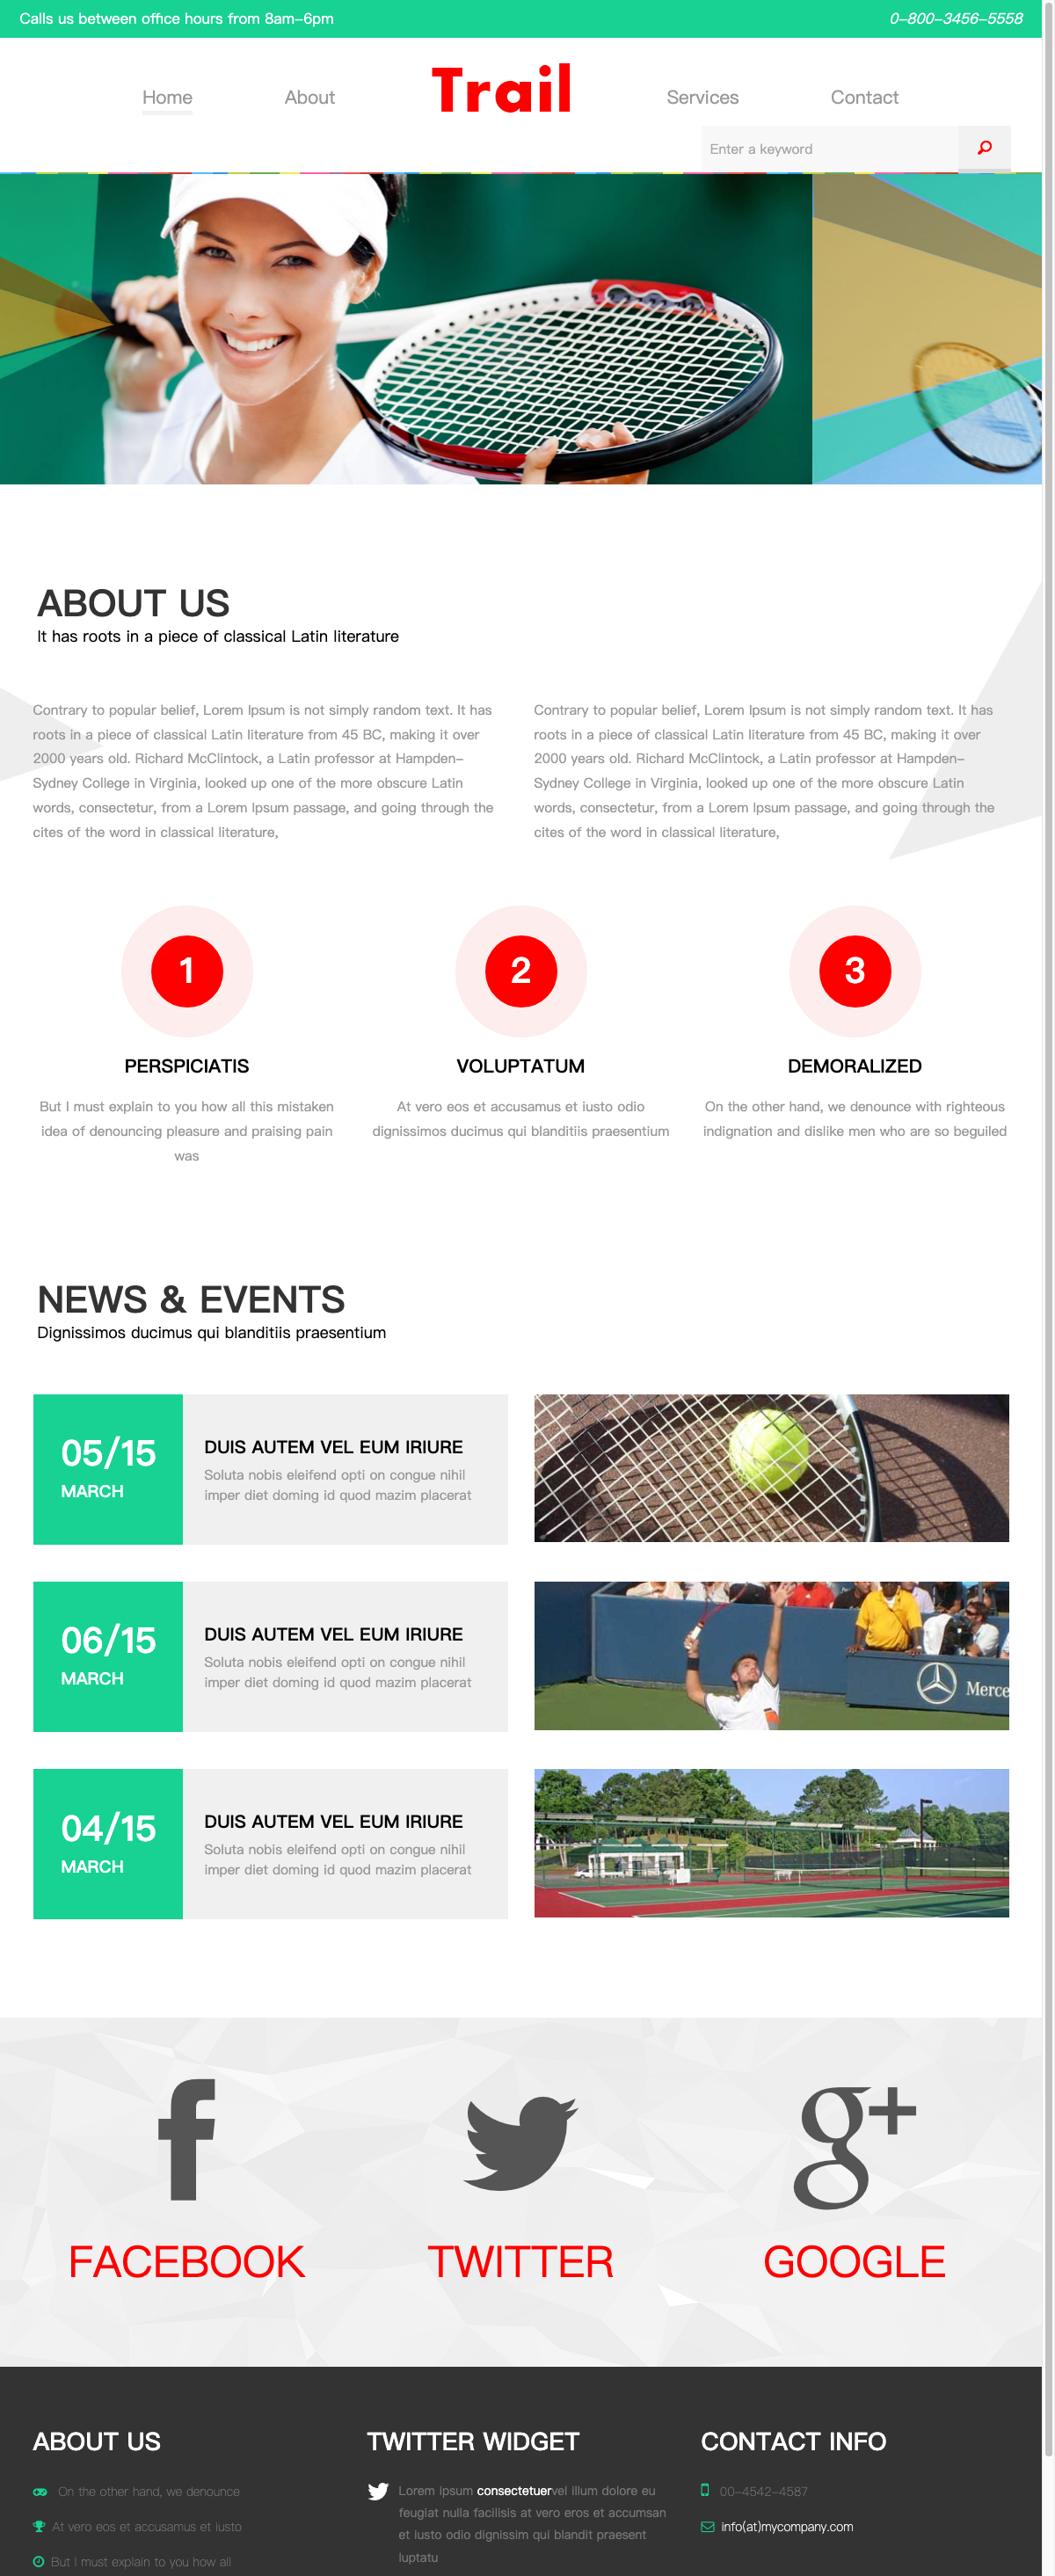 Calls us between office hours from 8am-6pm
0-800-3456-5558
Home
About
Trail
Services
Contact
Enter a keyword
ABOUT US
It has roots in a piece of classical Latin literature
Contrary to popular belief, Lorem Ipsum is not simply random text. It has
roots in a piece of classical Latin literature from 45 BC, making it over
2000 years old. Richard McClintock, a Latin professor at Hampden-
Sydney College in Virginia, looked up one of the more obscure Latin
words, consectetur, from a Lorem Ipsum passage, and going through the
cites of the word in classical literature,
Contrary to popular belief, Lorem Ipsum is not simply random text. It has
roots in a piece of classical Latin literature from 45 BC, making it over
2000 years old. Richard McClintock, a Latin professor at Hampden-
Sydney College in Virginia, looked up one of the more obscure Latin
words, consectetur, from a Lorem Ipsum passage, and going through the
cites of the word in classical literature,
1
PERSPICIATIS
But I must explain to you how all this mistaken
idea of denouncing pleasure and praising pain
was
2
VOLUPTATUM
At vero eos et accusamus et iusto odio
dignissimos ducimus qui blanditiis praesentium
3
DEMORALIZED
On the other hand, we denounce with righteous
indignation and dislike men who are so beguiled
NEWS & EVENTS
Dignissimos ducimus qui blanditiis praesentium
05/15
MARCH
DUIS AUTEM VEL EUM IRIURE
Soluta nobis eleifend opti on congue nihil
imper diet doming id quod mazim placerat
06/15
MARCH
DUIS AUTEM VEL EUM IRIURE
Soluta nobis eleifend opti on congue nihil
imper diet doming id quod mazim placerat
Merce
04/15
MARCH
DUIS AUTEM VEL EUM IRIURE
Soluta nobis eleifend opti on congue nihil
imper diet doming id quod mazim placerat
FACEBOOK
TWITTER
GOOGLE
ABOUT US
On the other hand, we denounce
At vero eos et accusamus et iusto
But I must explain to you how all
TWITTER WIDGET
Lorem ipsum consectetuervel illum dolore eu
feugiat nulla facilisis at vero eros et accumsan
et iusto odio dignissim qui blandit praesent
luptatu
CONTACT INFO
00-4542-4587
info(at)mycompany.com